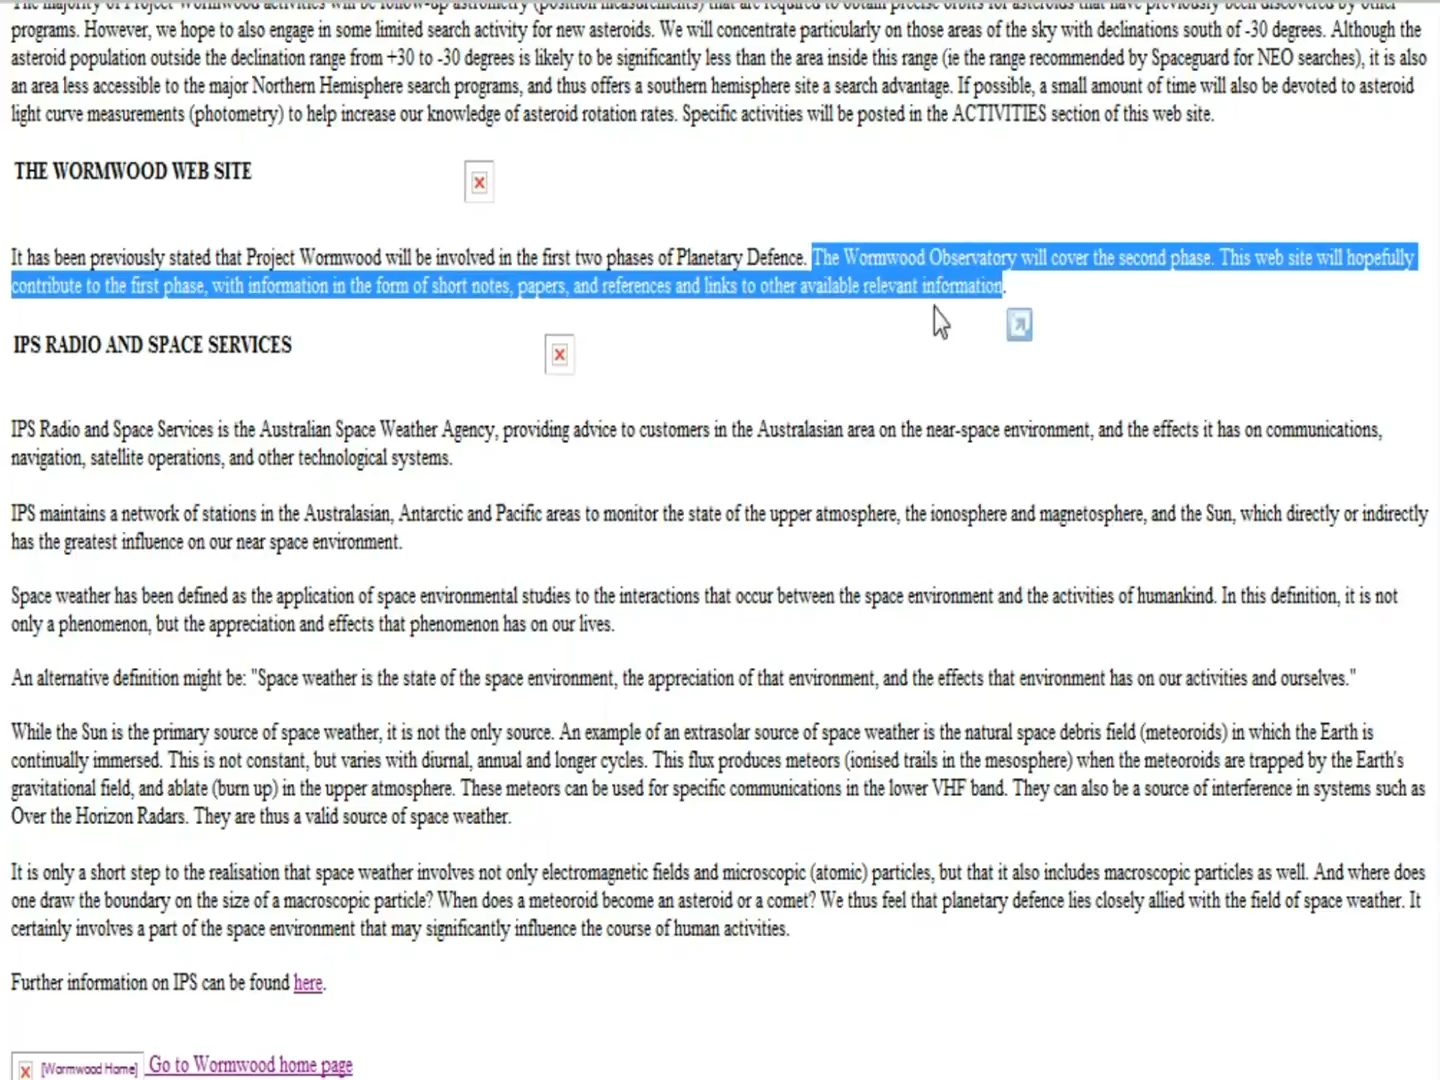 The majority of Project Wormwood activities will be follow-up astrometry (position measurements) that are required to obtain precise orbits for asteroids that have previously been discovered by other
programs. However, we hope to also engage in some limited search activity for new asteroids. We will concentrate particularly on those areas of the sky with declinations south of -30 degrees. Although the
asteroid population outside the declination range from +30 to -30 degrees is likely to be significantly less than the area inside this range (ie the range recommended by Spaceguard for NEO searches), it is also
an area less accessible to the major Northern Hemisphere search programs, and thus offers a southern hemisphere site a search advantage. If possible, a small amount of time will also be devoted to asteroid
light curve measurements (photometry) to help increase our knowledge of asteroid rotation rates. Specific activities will be posted in the ACTIVITIES section of this web site.
THE WORMWOOD WEB SITE
It has been previously stated that Project Wormwood will be involved in the first two phases of Planetary Defence. The Wormwood Observatory will cover the second phase. This web site will hopefully
contribute to the first phase, with information in the form of short notes, papers, and references and links to other available relevant information.
IPS RADIO AND SPACE SERVICES
IPS Radio and Space Services is the Australian Space Weather Agency, providing advice to customers in the Australasian area on the near-space environment, and the effects it has on communications,
navigation, satellite operations, and other technological systems.
IPS maintains a network of stations in the Australasian, Antarctic and Pacific areas to monitor the state of the upper atmosphere, the ionosphere and magnetosphere, and the Sun, which directly or indirectly
has the greatest influence on our near space environment.
Space weather has been defined as the application of space environmental studies to the interactions that occur between the space environment and the activities of humankind. In this definition, it is not
only a phenomenon, but the appreciation and effects that phenomenon has on our lives.
An alternative definition might be: "Space weather is the state of the space environment, the appreciation of that environment, and the effects that environment has on our activities and ourselves."
While the Sun is the primary source of space weather, it is not the only source. An example of an extrasolar source of space weather is the natural space debris field (meteoroids) in which the Earth is
continually immersed. This is not constant, but varies with diurnal, annual and longer cycles. This flux produces meteors (ionised trails in the mesosphere) when the meteoroids are trapped by the Earth's
gravitational field, and ablate (burn up) in the upper atmosphere. These meteors can be used for specific communications in the lower VHF band. They can also be a source of interference in systems such as
Over the Horizon Radars. They are thus a valid source of space weather.
It is only a short step to the realisation that space weather involves not only electromagnetic fields and microscopic (atomic) particles, but that it also includes macroscopic particles as well. And where does
one draw the boundary on the size of a macroscopic particle? When does a meteoroid become an asteroid or a comet? We thus feel that planetary defence lies closely allied with the field of space weather. It
certainly involves a part of the space environment that may significantly influence the course of human activities.
Further information on IPS can be found here.
[Wormwood Home] Go to Wormwood home page